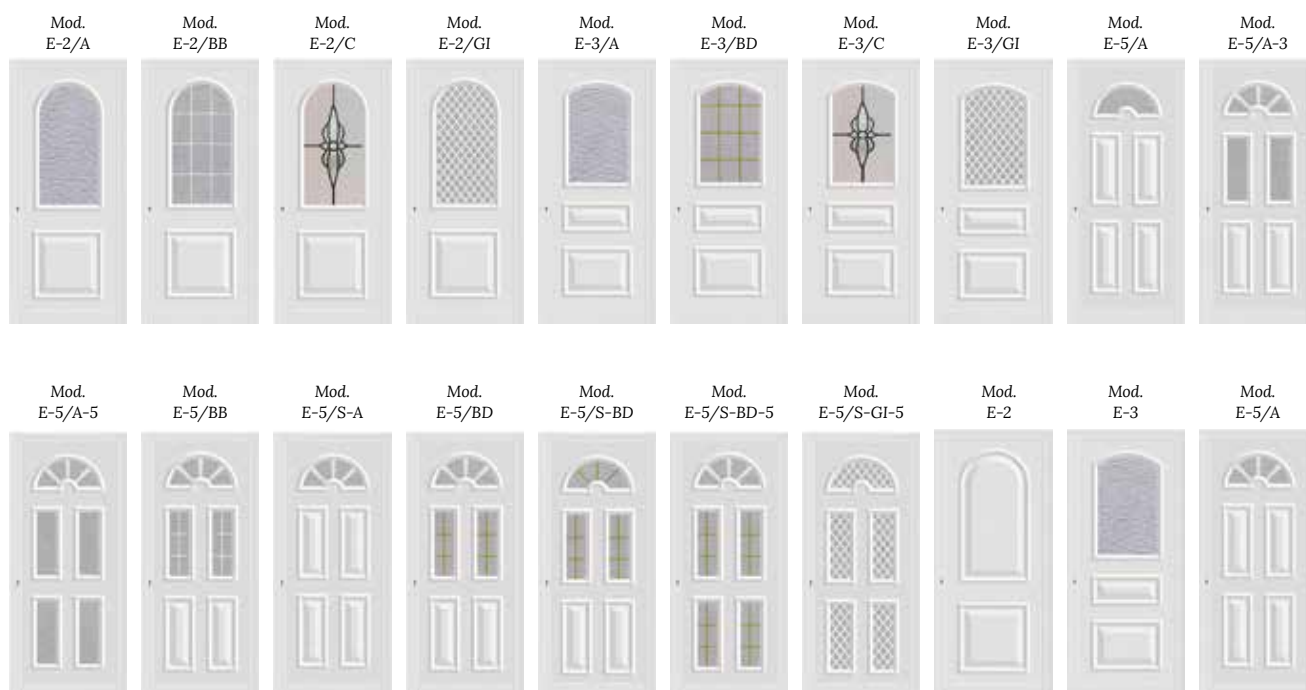 Mod.
E-2/A
Mod.
E-2/BB
Mod.
E-2/C
Mod.
E-2/GI
Mod.
E-3/A
Mod.
E-3/BD
Mod.
E-3/C
Mod.
E-3/GI
Mod.
E-5/A
Mod.
E-5/A-3
Mod.
E-5/A-5
Mod.
E-5/BB
Mod.
E-5/S-A
Mod.
E-5/BD
Mod.
E-5/S-BD
Mod.
E-5/S-BD-5
Mod.
E-5/S-GI-5
Mod.
E-2
Mod.
E-3
Mod.
E-5/A